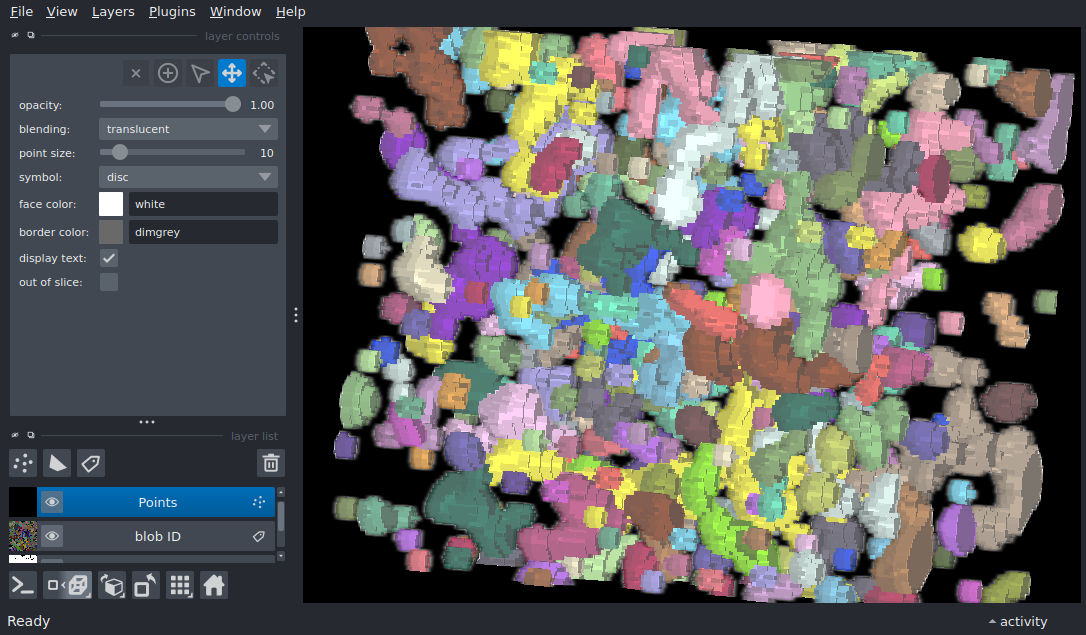 File View Layers Plugins Window Help
layer controls
opacity: 1.00
blending: translucent
point size: 10
symbol: disc
face color: white
border color: dimgrey
display text:
out of slice:
layer list
Points
blob ID
Ready activity